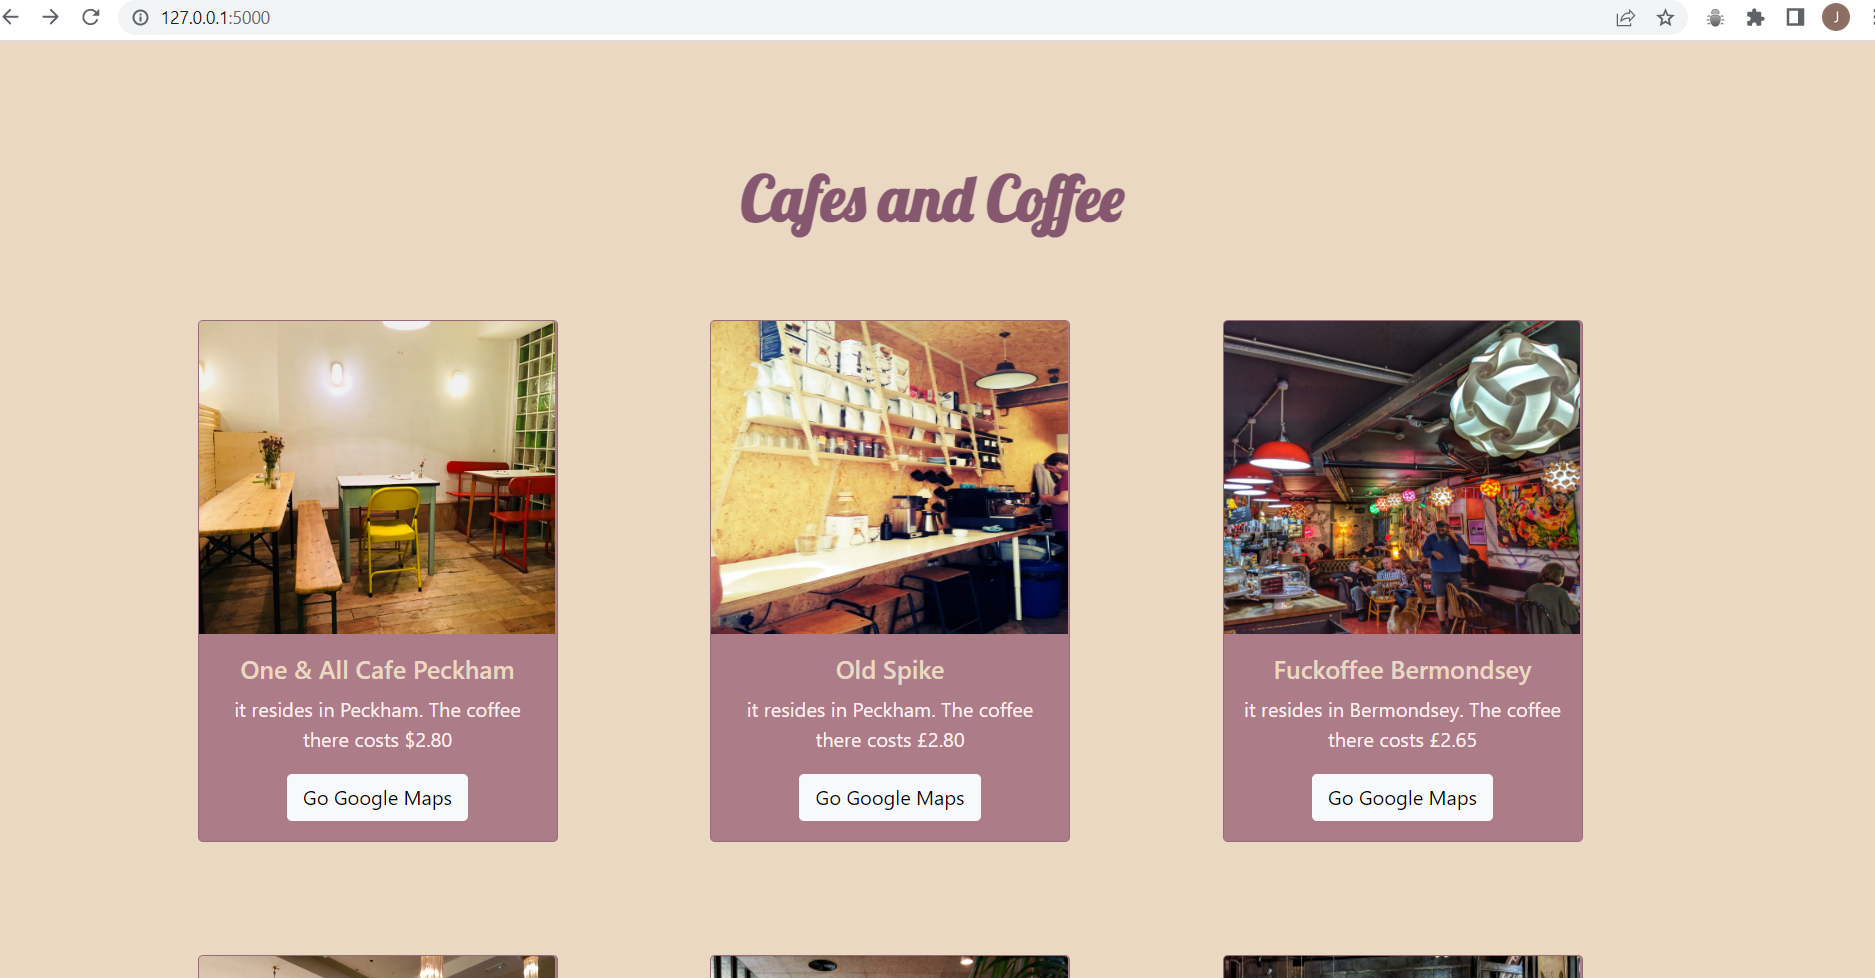 127.0.0.1:5000
J
Cafes and Coffee
One & All Cafe Peckham
it resides in Peckham. The coffee
there costs $2.80
Go Google Maps
Old Spike
it resides in Peckham. The coffee
there costs £2.80
Go Google Maps
Fuckoffee Bermondsey
it resides in Bermondsey. The coffee
there costs £2.65
Go Google Maps